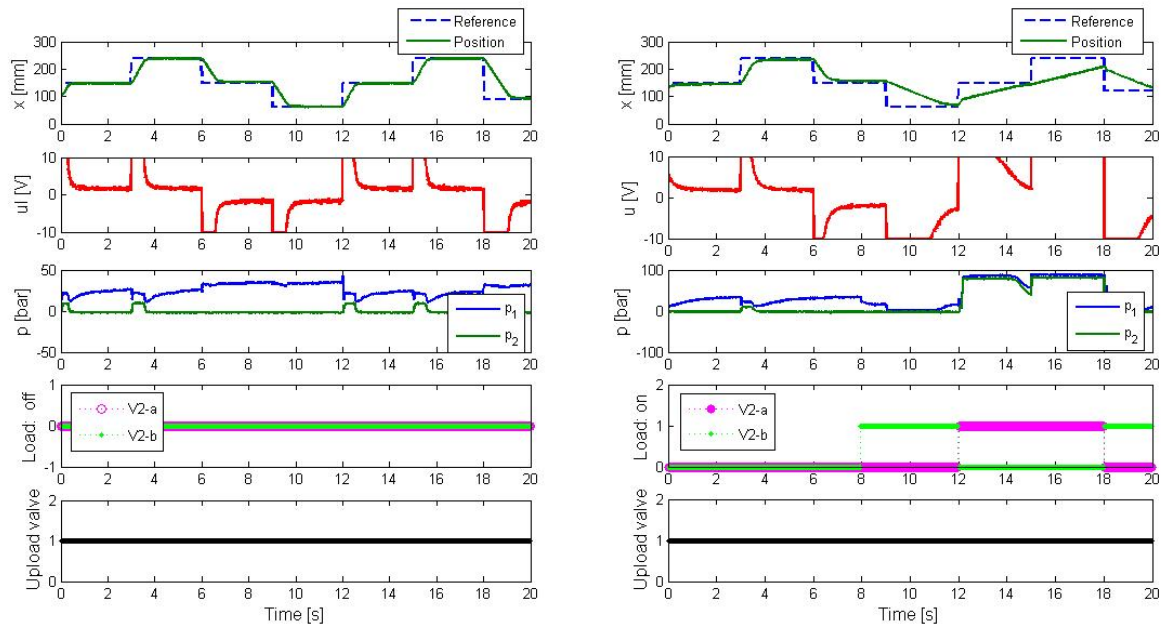 Reference
Position
x [mm]
300
200
100
0
0 2 4 6 8 10 12 14 16 18 20
uI [V]
10
0
-10
0 2 4 6 8 10 12 14 16 18 20
p [bar]
50
0
-50
p1
p2
0 2 4 6 8 10 12 14 16 18 20
Load: off
1
0
-1
V2-a
V2-b
0 2 4 6 8 10 12 14 16 18 20
Upload valve
2
1
0
0 2 4 6 8 10 12 14 16 18 20
Time [s]
Reference
Position
x [mm]
300
200
100
0
0 2 4 6 8 10 12 14 16 18 20
u [V]
10
0
-10
0 2 4 6 8 10 12 14 16 18 20
p [bar]
100
0
-100
p1
p2
0 2 4 6 8 10 12 14 16 18 20
Load: on
2
1
0
V2-a
V2-b
0 2 4 6 8 10 12 14 16 18 20
Upload valve
2
1
0
0 2 4 6 8 10 12 14 16 18 20
Time [s]